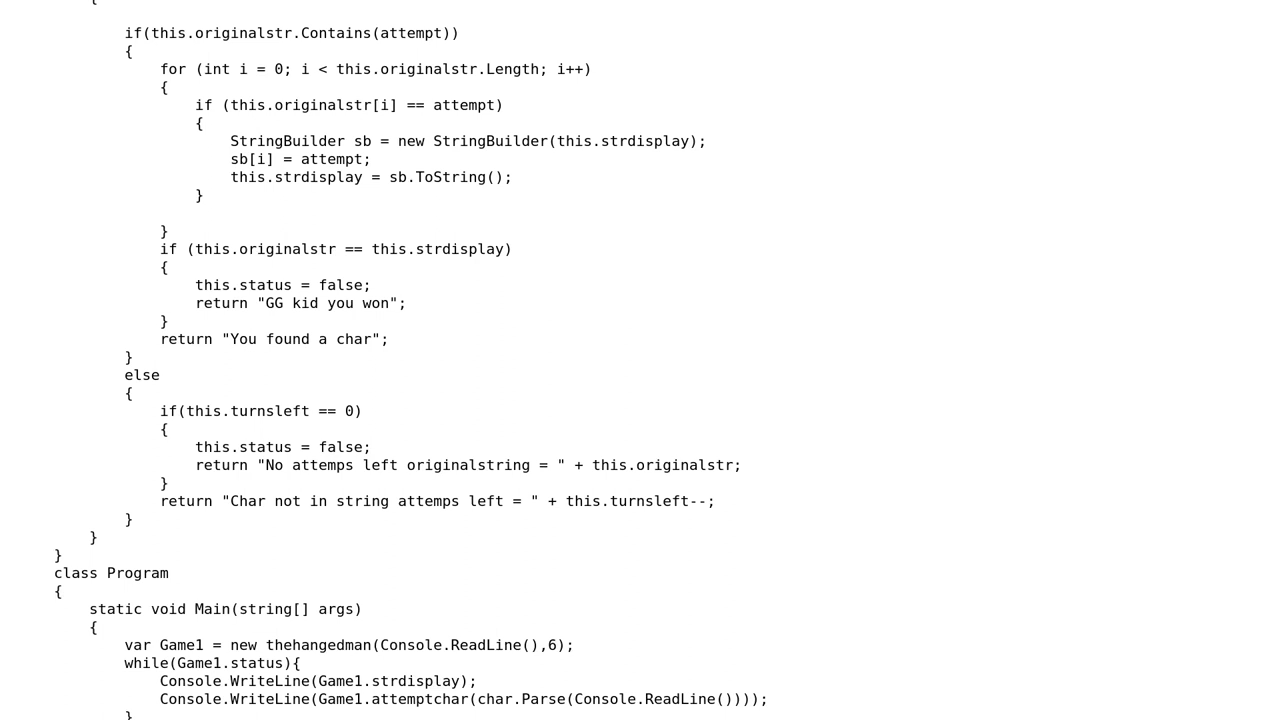 {
if(this.originalstr.Contains(attempt))
{
for (int i = 0; i < this.originalstr.Length; i++)
{
if (this.originalstr[i] == attempt)
{
StringBuilder sb = new StringBuilder(this.strdisplay);
sb[i] = attempt;
this.strdisplay = sb.ToString();
}
}
if (this.originalstr == this.strdisplay)
{
this.status = false;
return "GG kid you won";
}
return "You found a char";
}
else
{
if(this.turnsleft == 0)
{
this.status = false;
return "No attemps left originalstring = " + this.originalstr;
}
return "Char not in string attemps left = " + this.turnsleft--;
}
}
}
class Program
{
static void Main(string[] args)
{
var Game1 = new thehangedman(Console.ReadLine(),6);
while(Game1.status){
Console.WriteLine(Game1.strdisplay);
Console.WriteLine(Game1.attemptchar(char.Parse(Console.ReadLine())));
}